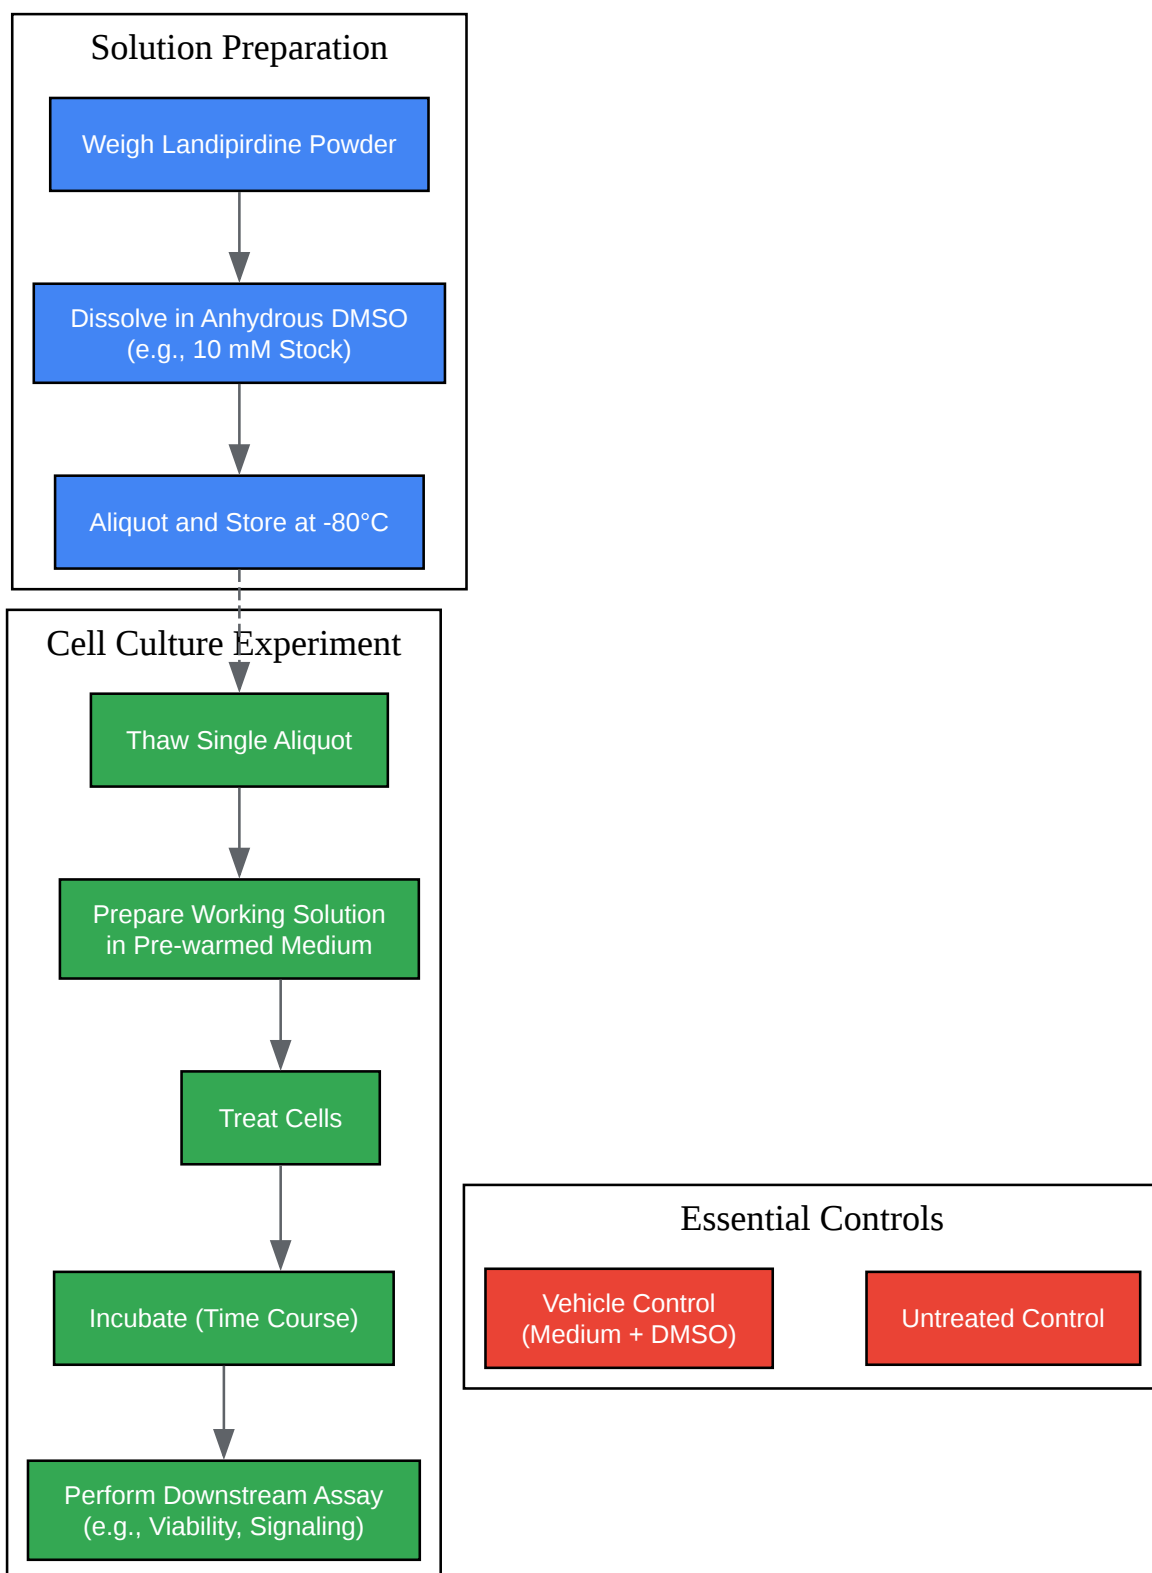 Solution Preparation
Weigh Landipirdine Powder
Dissolve in Anhydrous DMSO
(e.g., 10 mM Stock)
Aliquot and Store at -80°C
Cell Culture Experiment
Thaw Single Aliquot
Prepare Working Solution
in Pre-warmed Medium
Treat Cells
Incubate (Time Course)
Perform Downstream Assay
(e.g., Viability, Signaling)
Essential Controls
Vehicle Control
(Medium + DMSO)
Untreated Control